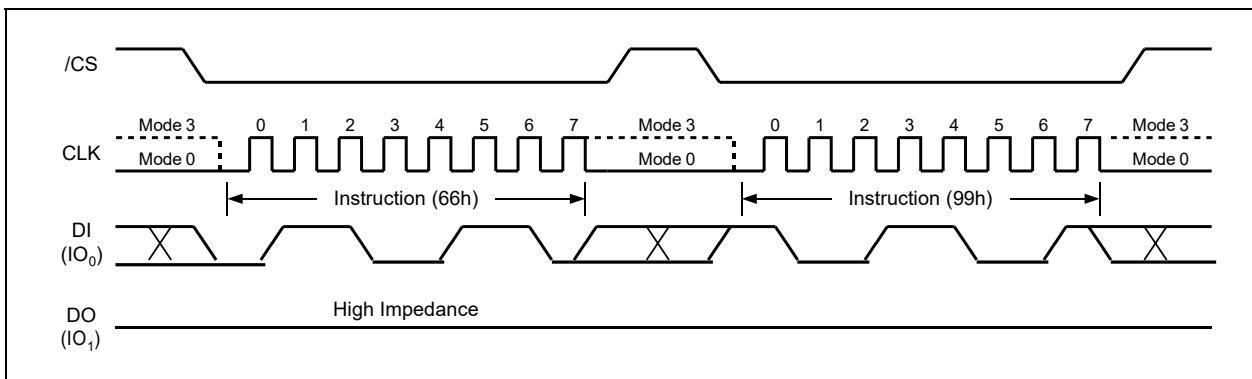 /CS
Mode 3 0 1 2 3 4 5 6 7 Mode 3 0 1 2 3 4 5 6 7 Mode 3
CLK
Mode 0 Mode 0 Mode 0
Instruction (66h) Instruction (99h)
DI
(IO₀)
High Impedance
DO
(IO₁)